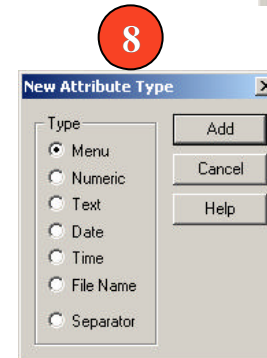 8
New Attribute Type
Type
Menu
Numeric
Text
Date
Time
File Name
Separator
Add
Cancel
Help